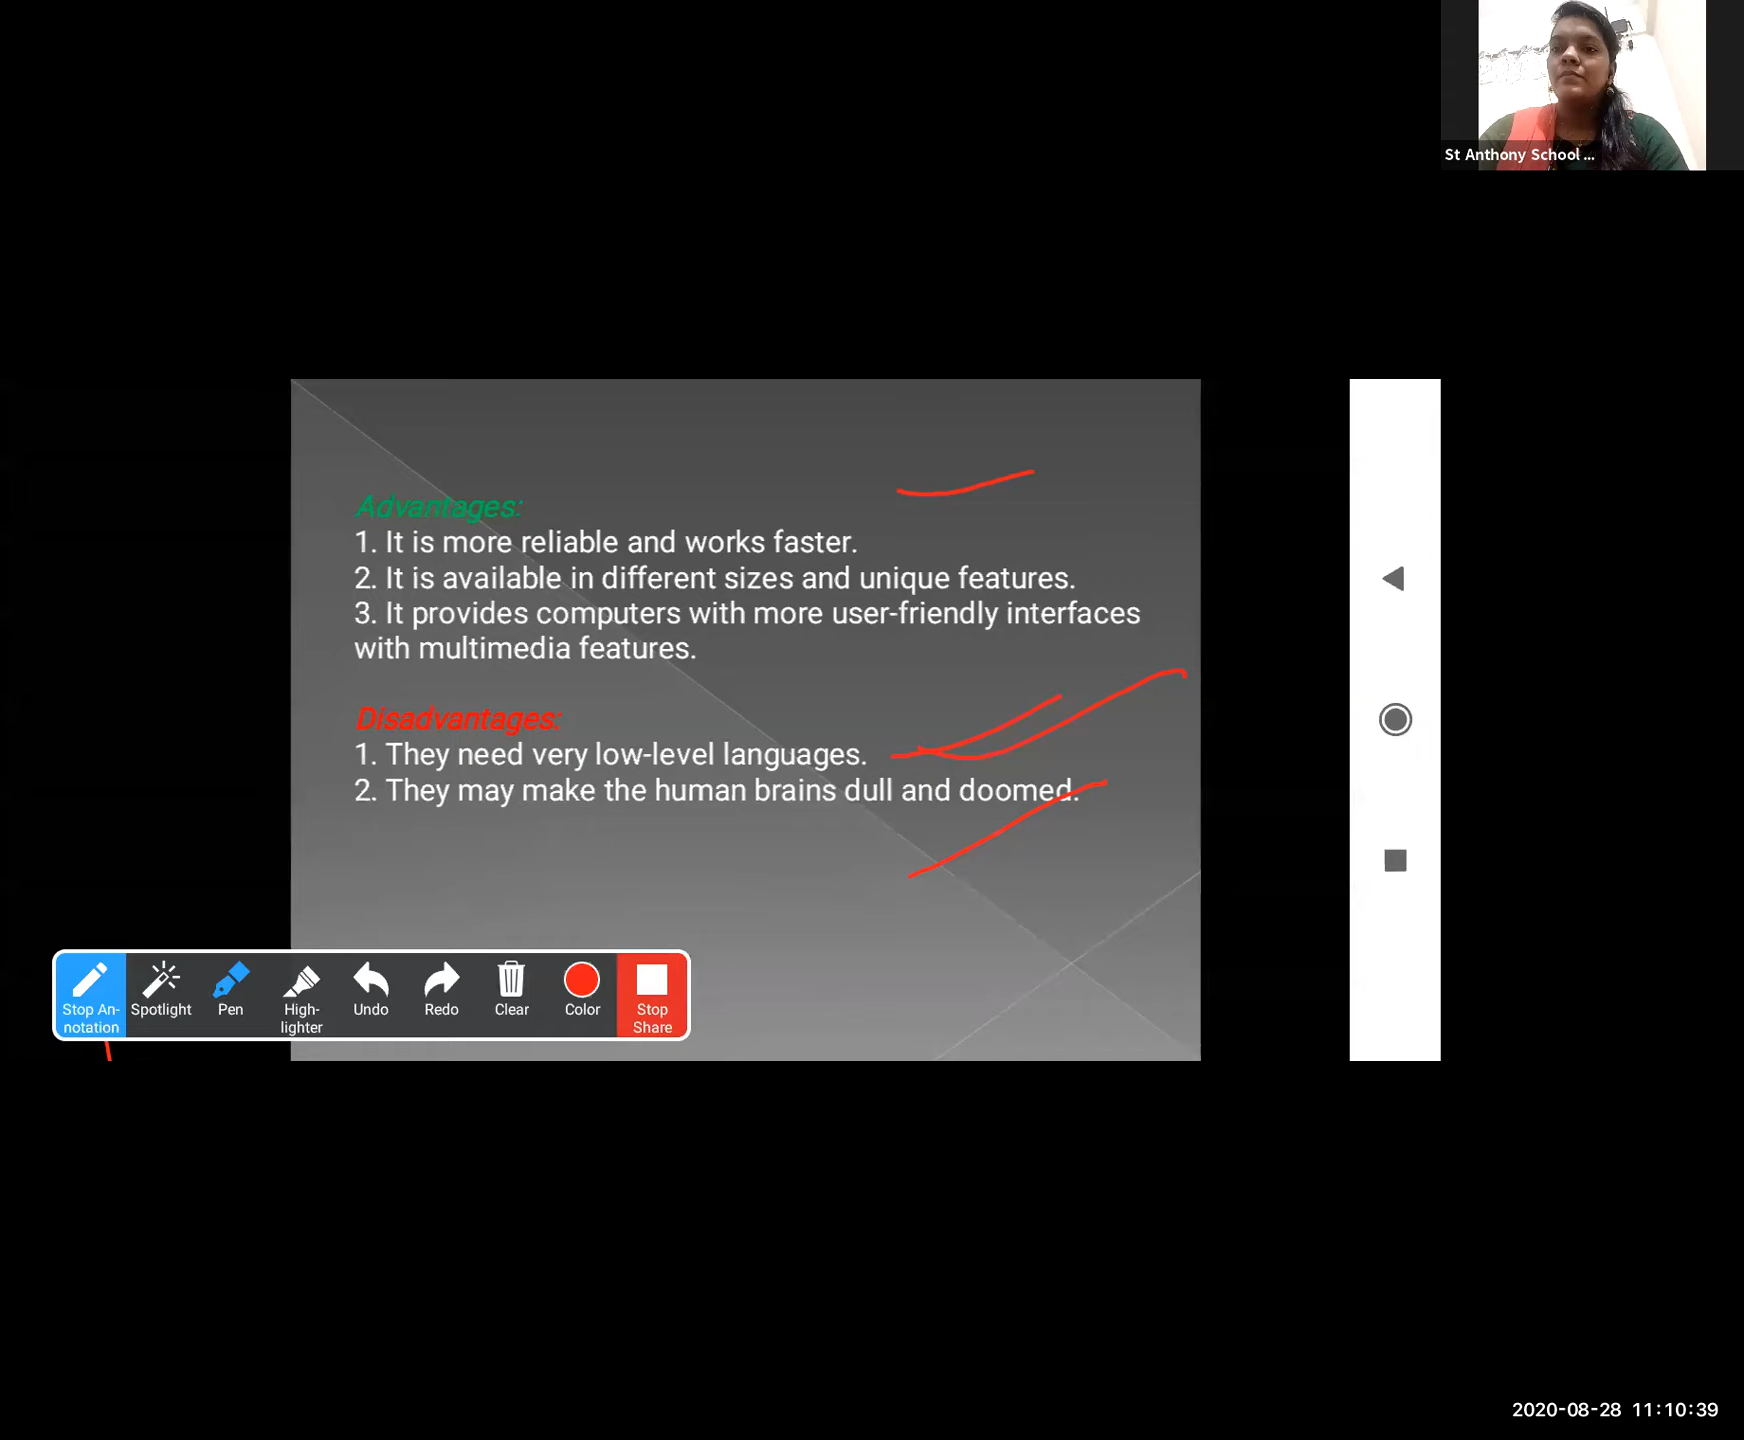 St Anthony School ...
Advantages:
1. It is more reliable and works faster.
2. It is available in different sizes and unique features.
3. It provides computers with more user-friendly interfaces
with multimedia features.
Disadvantages:
1. They need very low-level languages.
2. They may make the human brains dull and doomed.
Stop An-
notation
Spotlight
Pen
High-
lighter
Undo
Redo
Clear
Color
Stop
Share
2020-08-28 11:10:39